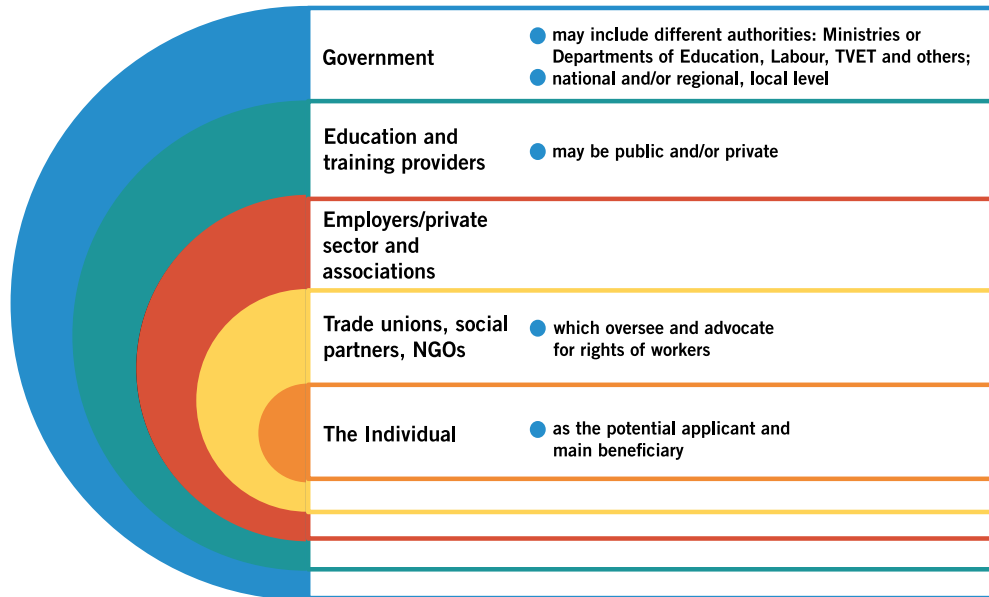 Government
may include different authorities: Ministries or
Departments of Education, Labour, TVET and others;
national and/or regional, local level
Education and
training providers
may be public and/or private
Employers/private
sector and
associations
Trade unions, social
partners, NGOs
which oversee and advocate
for rights of workers
The Individual
as the potential applicant and
main beneficiary